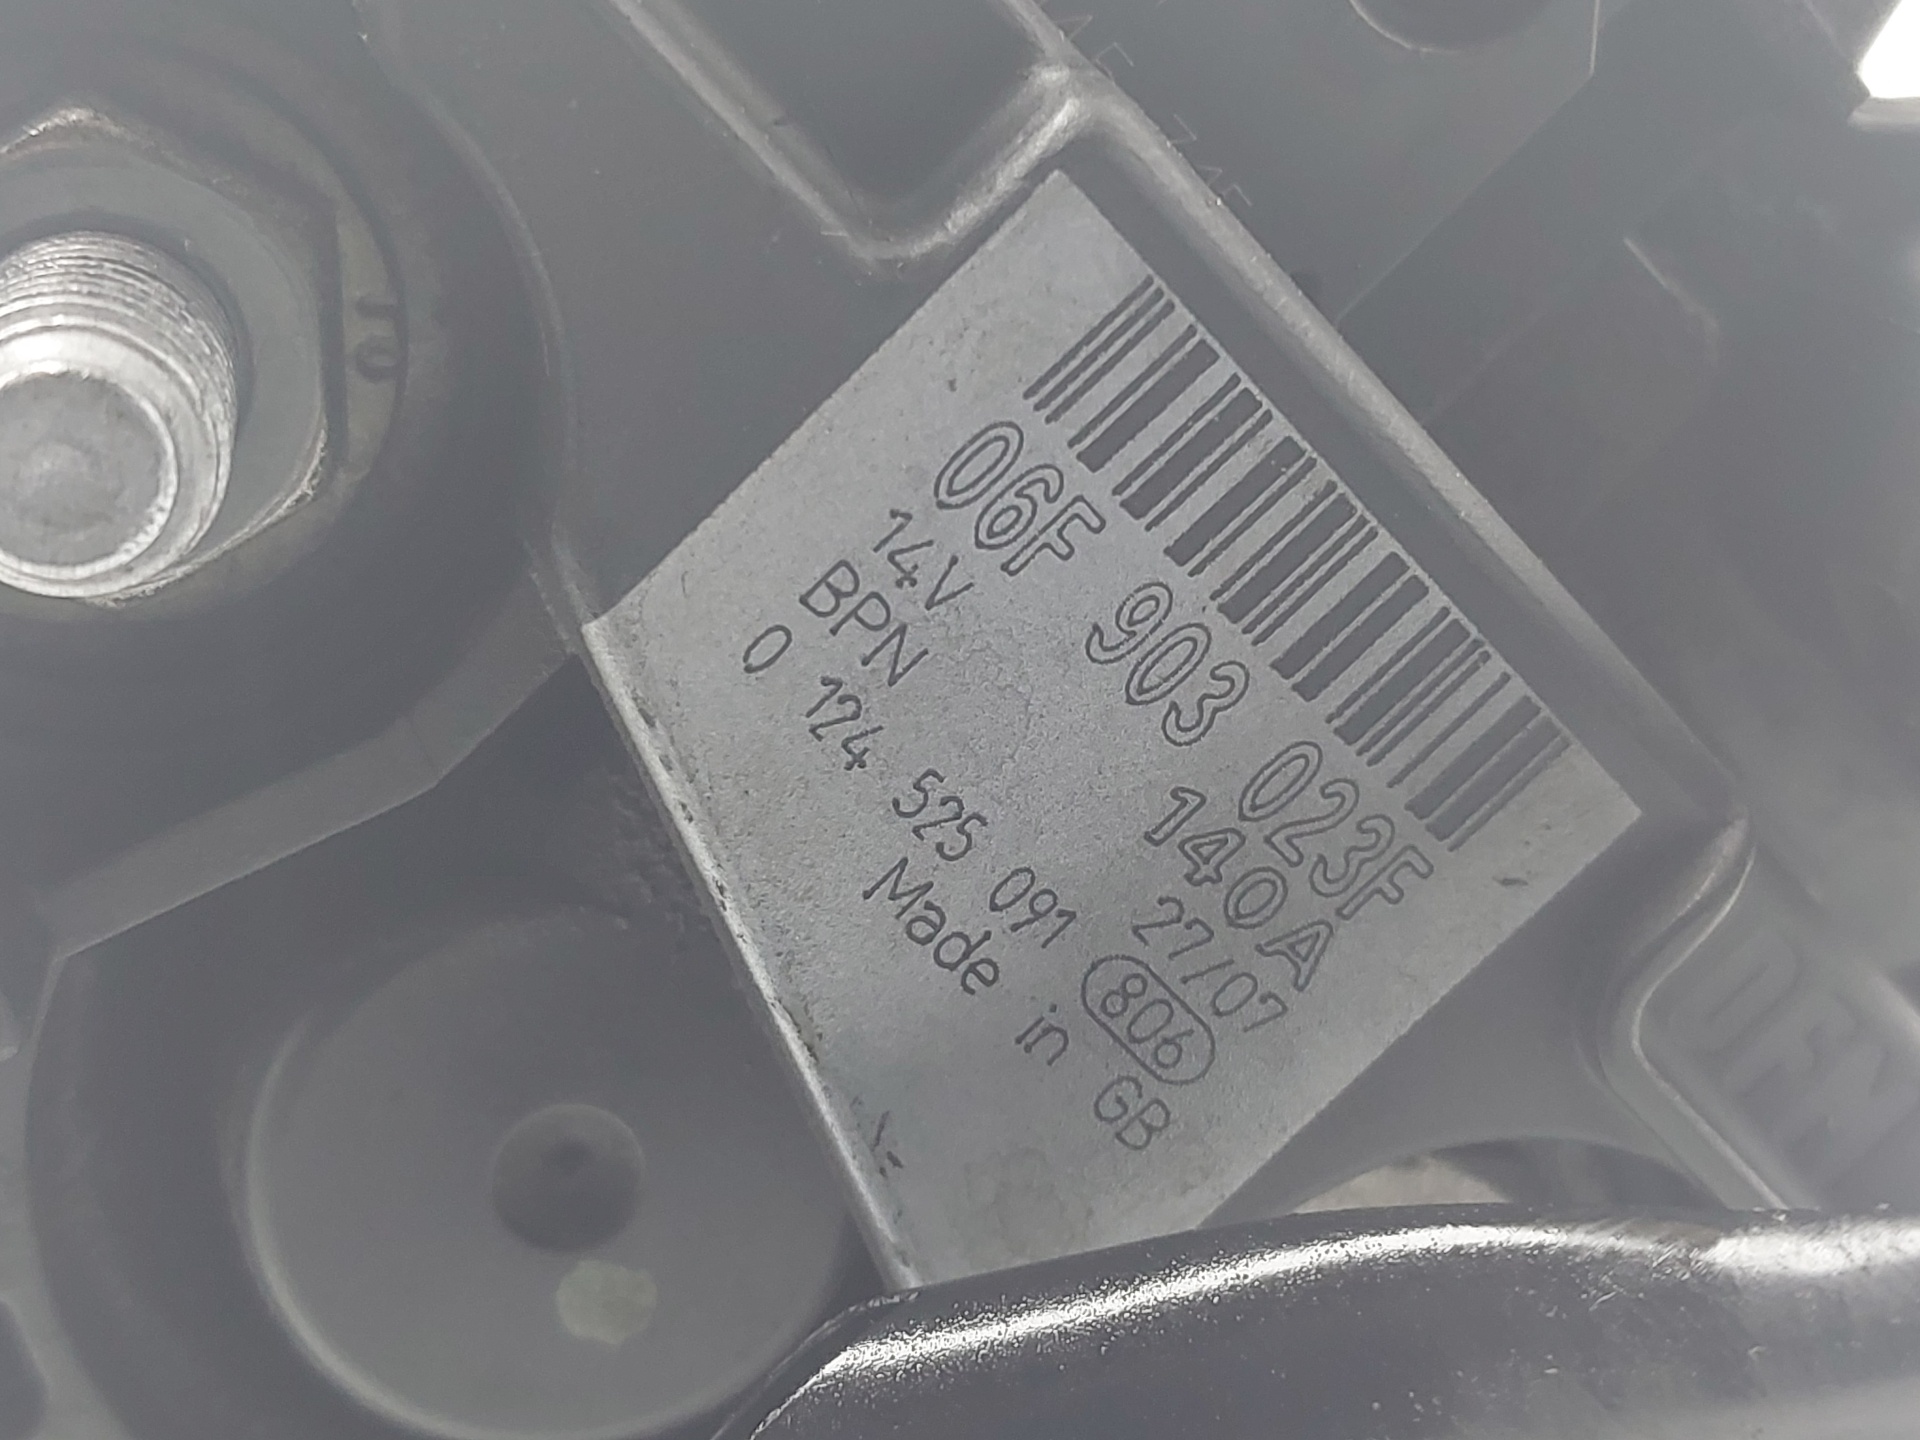 06F 903 023F
14V 140A
BPN 27/07
0 124 525 091 806
Made in GB